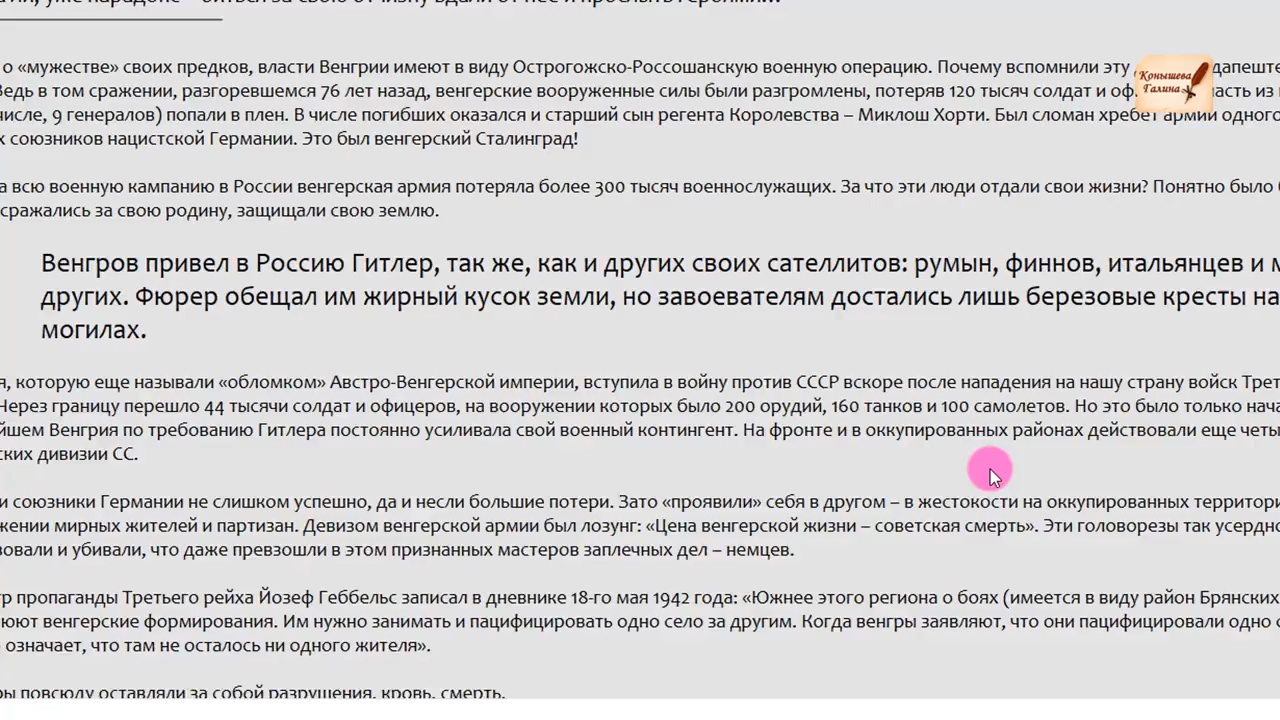 уже парадокс – биться за свою отчизну вдали от нее и прослыть героями...
о «мужестве» своих предков, власти Венгрии имеют в виду Острогожско-Россошанскую военную операцию. Почему вспомнили эту
Ведь в том сражении, разгоревшемся 76 лет назад, венгерские вооруженные силы были разгромлены, потеряв 120 тысяч солдат и
числе, 9 генералов) попали в плен. В числе погибших оказался и старший сын регента Королевства – Миклош Хорти. Был сломан хребет армии одного
союзников нацистской Германии. Это был венгерский Сталинград!
всю военную кампанию в России венгерская армия потеряла более 300 тысяч военнослужащих. За что эти люди отдали свои жизни? Понятно было
сражались за свою родину, защищали свою землю.
Венгров привел в Россию Гитлер, так же, как и других своих сателлитов: румын, финнов, итальянцев и
других. Фюрер обещал им жирный кусок земли, но завоевателям достались лишь березовые кресты на
могилах.
которую еще называли «обломком» Австро-Венгерской империи, вступила в войну против СССР вскоре после нападения на нашу страну войск
Через границу перешло 44 тысячи солдат и офицеров, на вооружении которых было 200 орудий, 160 танков и 100 самолетов. Но это было только
Венгрия по требованию Гитлера постоянно усиливала свой военный контингент. На фронте и в оккупированных районах действовали еще
дивизии СС.
и союзники Германии не слишком успешно, да и несли большие потери. Зато «проявили» себя в другом – в жестокости на оккупированных
мирных жителей и партизан. Девизом венгерской армии был лозунг: «Цена венгерской жизни – советская смерть». Эти головорезы так усердно
и убивали, что даже превзошли в этом признанных мастеров заплечных дел – немцев.
пропаганды Третьего рейха Йозеф Геббельс записал в дневнике 18-го мая 1942 года: «Южнее этого региона о боях (имеется в виду район Брянских
венгерские формирования. Им нужно занимать и пацифицировать одно село за другим. Когда венгры заявляют, что они пацифицировали одно
означает, что там не осталось ни одного жителя».
повсюду оставляли за собой разрушения, кровь, смерть.
Конышева
Галина